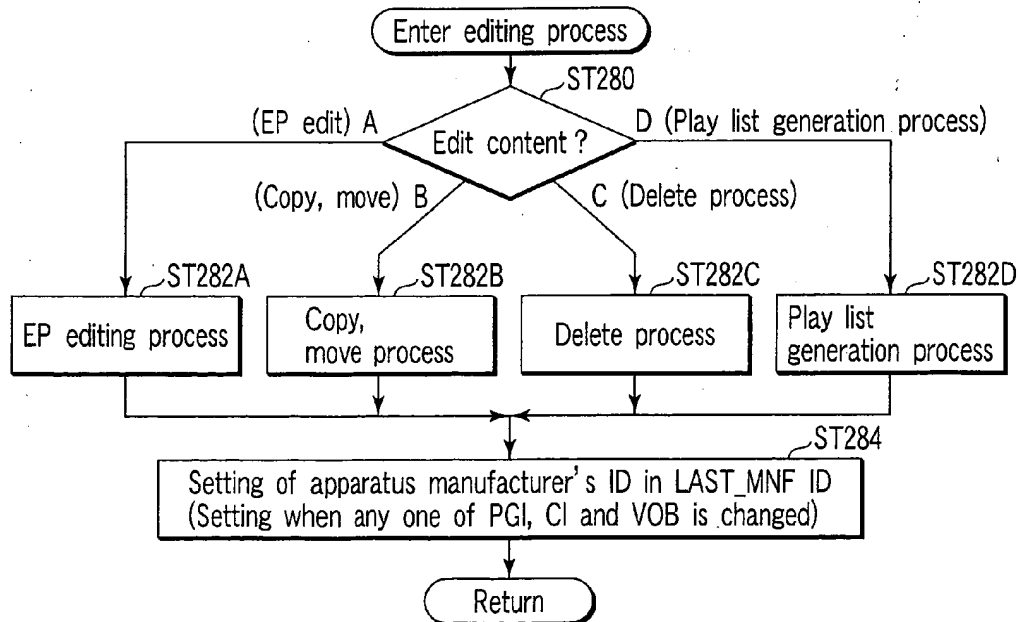 Enter editing process
ST280
(EP edit) A
D (Play list generation process)
Edit content ?
(Copy, move) B
C (Delete process)
ST282A
ST282B
ST282C
ST282D
EP editing process
Copy,
move process
Delete process
Play list
generation process
ST284
Setting of apparatus manufacturer's ID in LAST_MNF ID
(Setting when any one of PGI, CI and VOB is changed)
Return